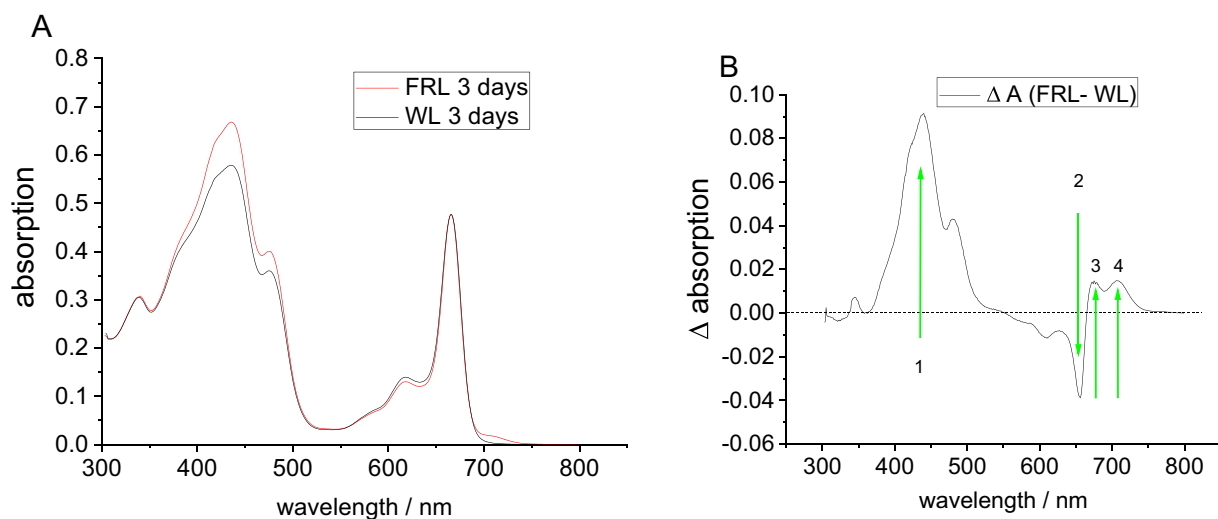 A
0.8
0.7
0.6
0.5
0.4
0.3
0.2
0.1
0.0
absorption
FRL 3 days
WL 3 days
300 400 500 600 700 800
wavelength / nm
B
0.10
0.08
0.06
0.04
0.02
0.00
-0.02
-0.04
-0.06
Δ absorption
Δ A (FRL- WL)
1
2
3
4
300 400 500 600 700 800
wavelength / nm